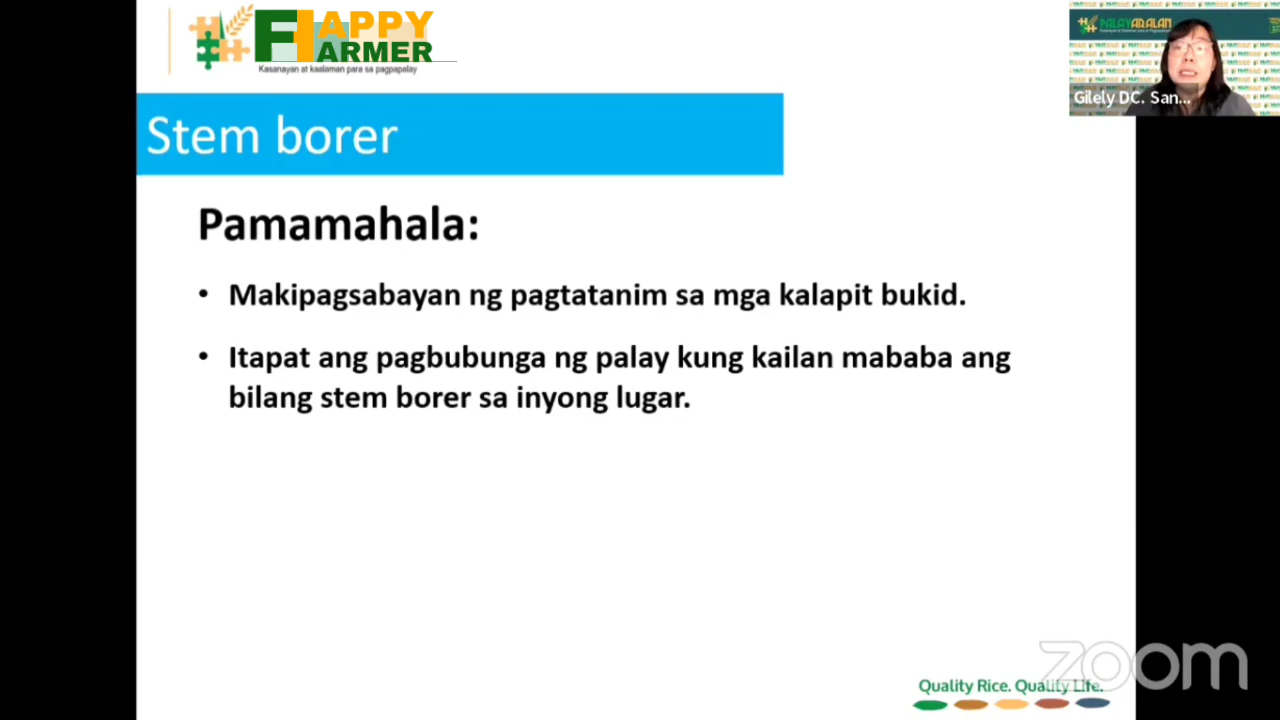 HAPPY
FARMER
Kasanayan at kaalaman para sa pagpapalay
PALAYARALAN
Gilely DC. San...
Stem borer
Pamamahala:
• Makipagsabayan ng pagtatanim sa mga kalapit bukid.
• Itapat ang pagbubunga ng palay kung kailan mababa ang
bilang stem borer sa inyong lugar.
zoom
Quality Rice. Quality Life.